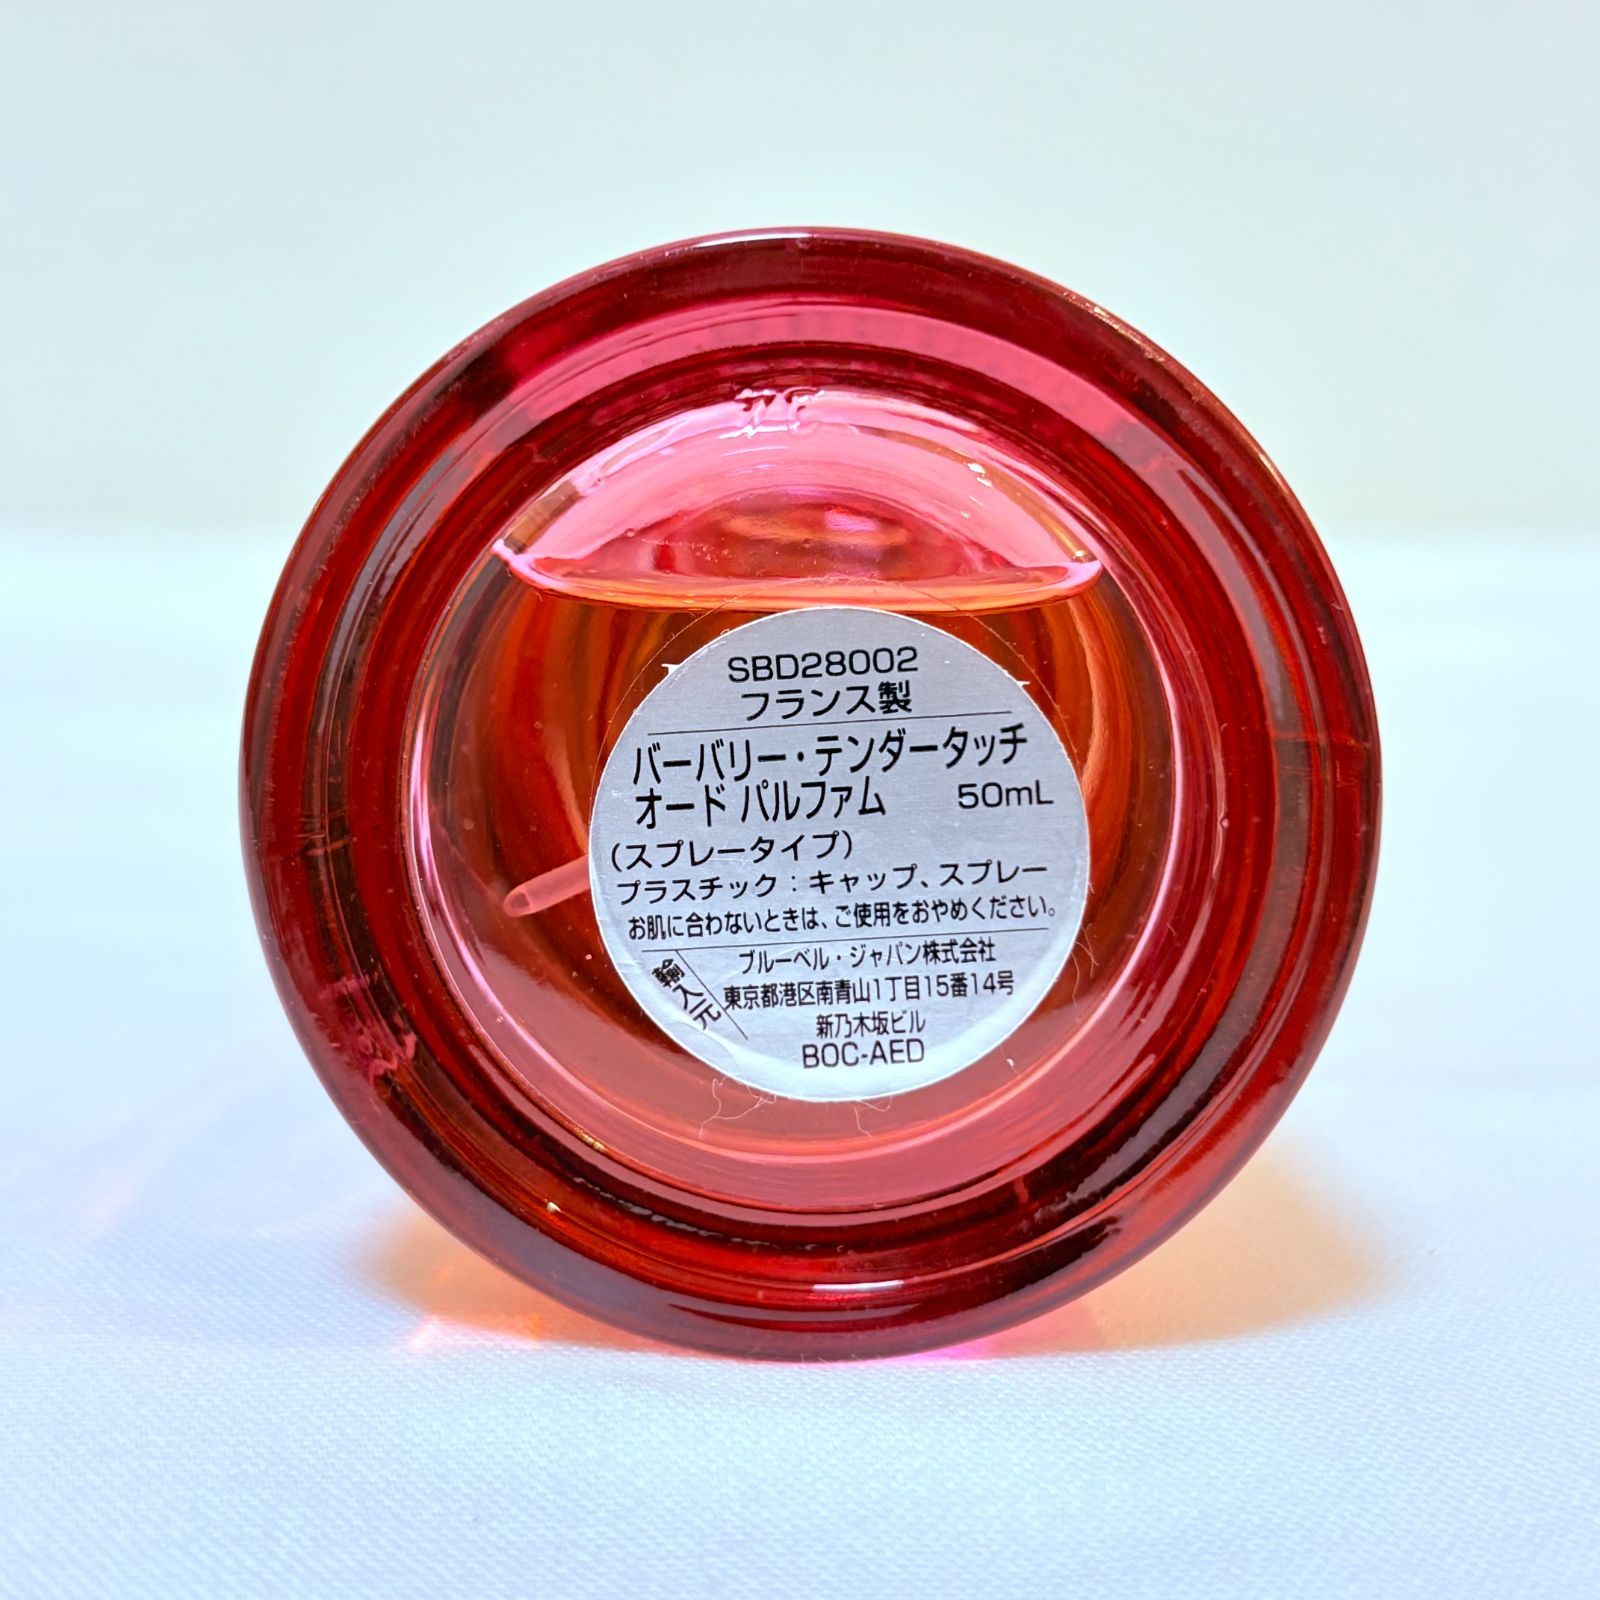 SBD28002
フランス製
バーバリー・テンダータッチ
オード パルファム 50mL
(スプレータイプ)
プラスチック:キャップ、スプレー
お肌に合わないときは、ご使用をおやめください。
輸入元
ブルーベル・ジャパン株式会社
東京都港区南青山1丁目15番14号
新乃木坂ビル
BOC-AED